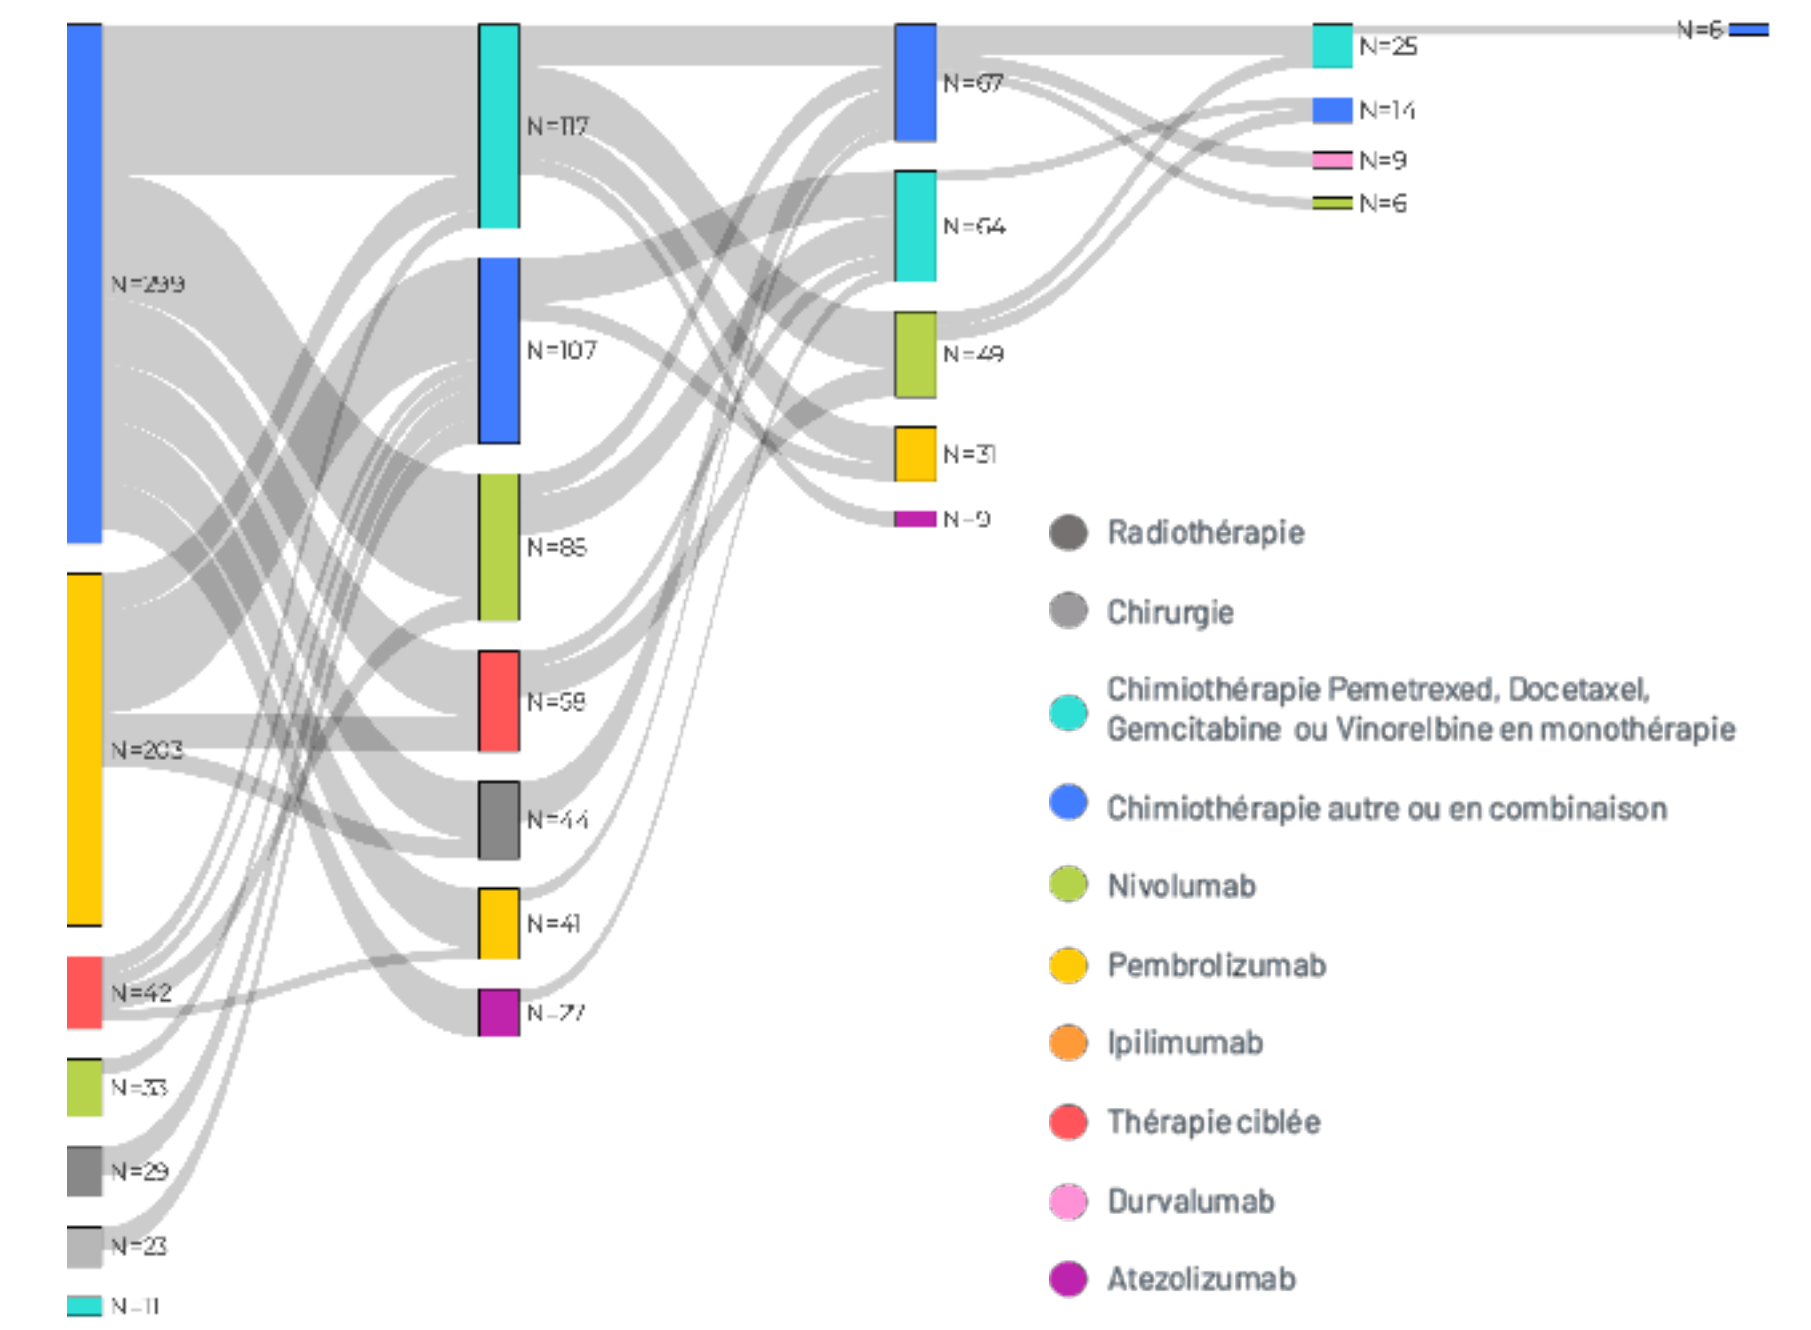 N=299
N=203
N=42
N=33
N=29
N=23
N=11
N=117
N=107
N=85
N=58
N=44
N=41
N=27
N=67
N=64
N=49
N=31
N=9
N=25
N=14
N=9
N=6
N=6
Radiothérapie
Chirurgie
Chimiothérapie Pemetrexed, Docetaxel,
Gemcitabine ou Vinorelbine en monothérapie
Chimiothérapie autre ou en combinaison
Nivolumab
Pembrolizumab
Ipilimumab
Thérapie ciblée
Durvalumab
Atezolizumab